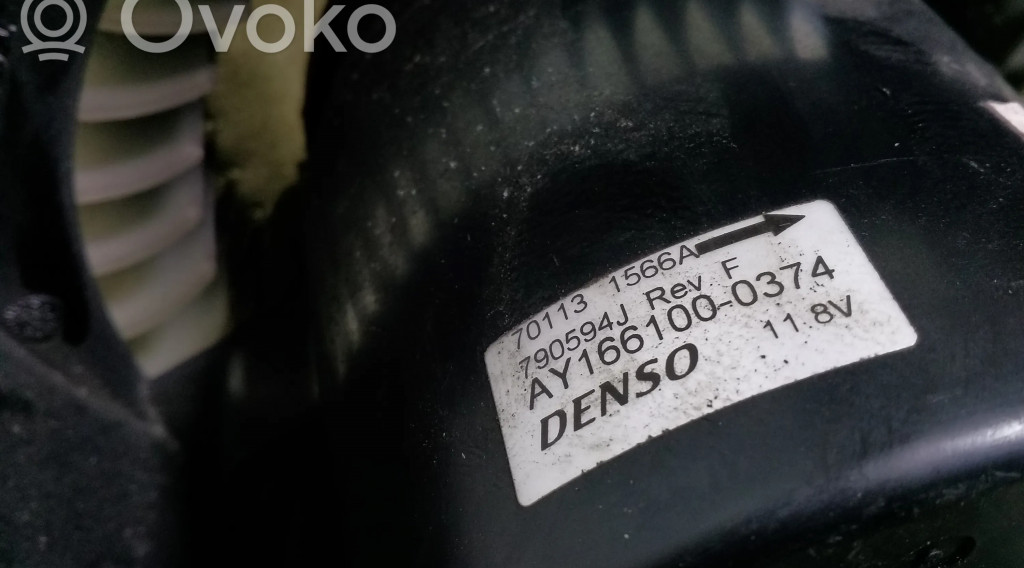 Ovoko
70113 1566A
790594J Rev F
AY166100-0374
DENSO 11.8V